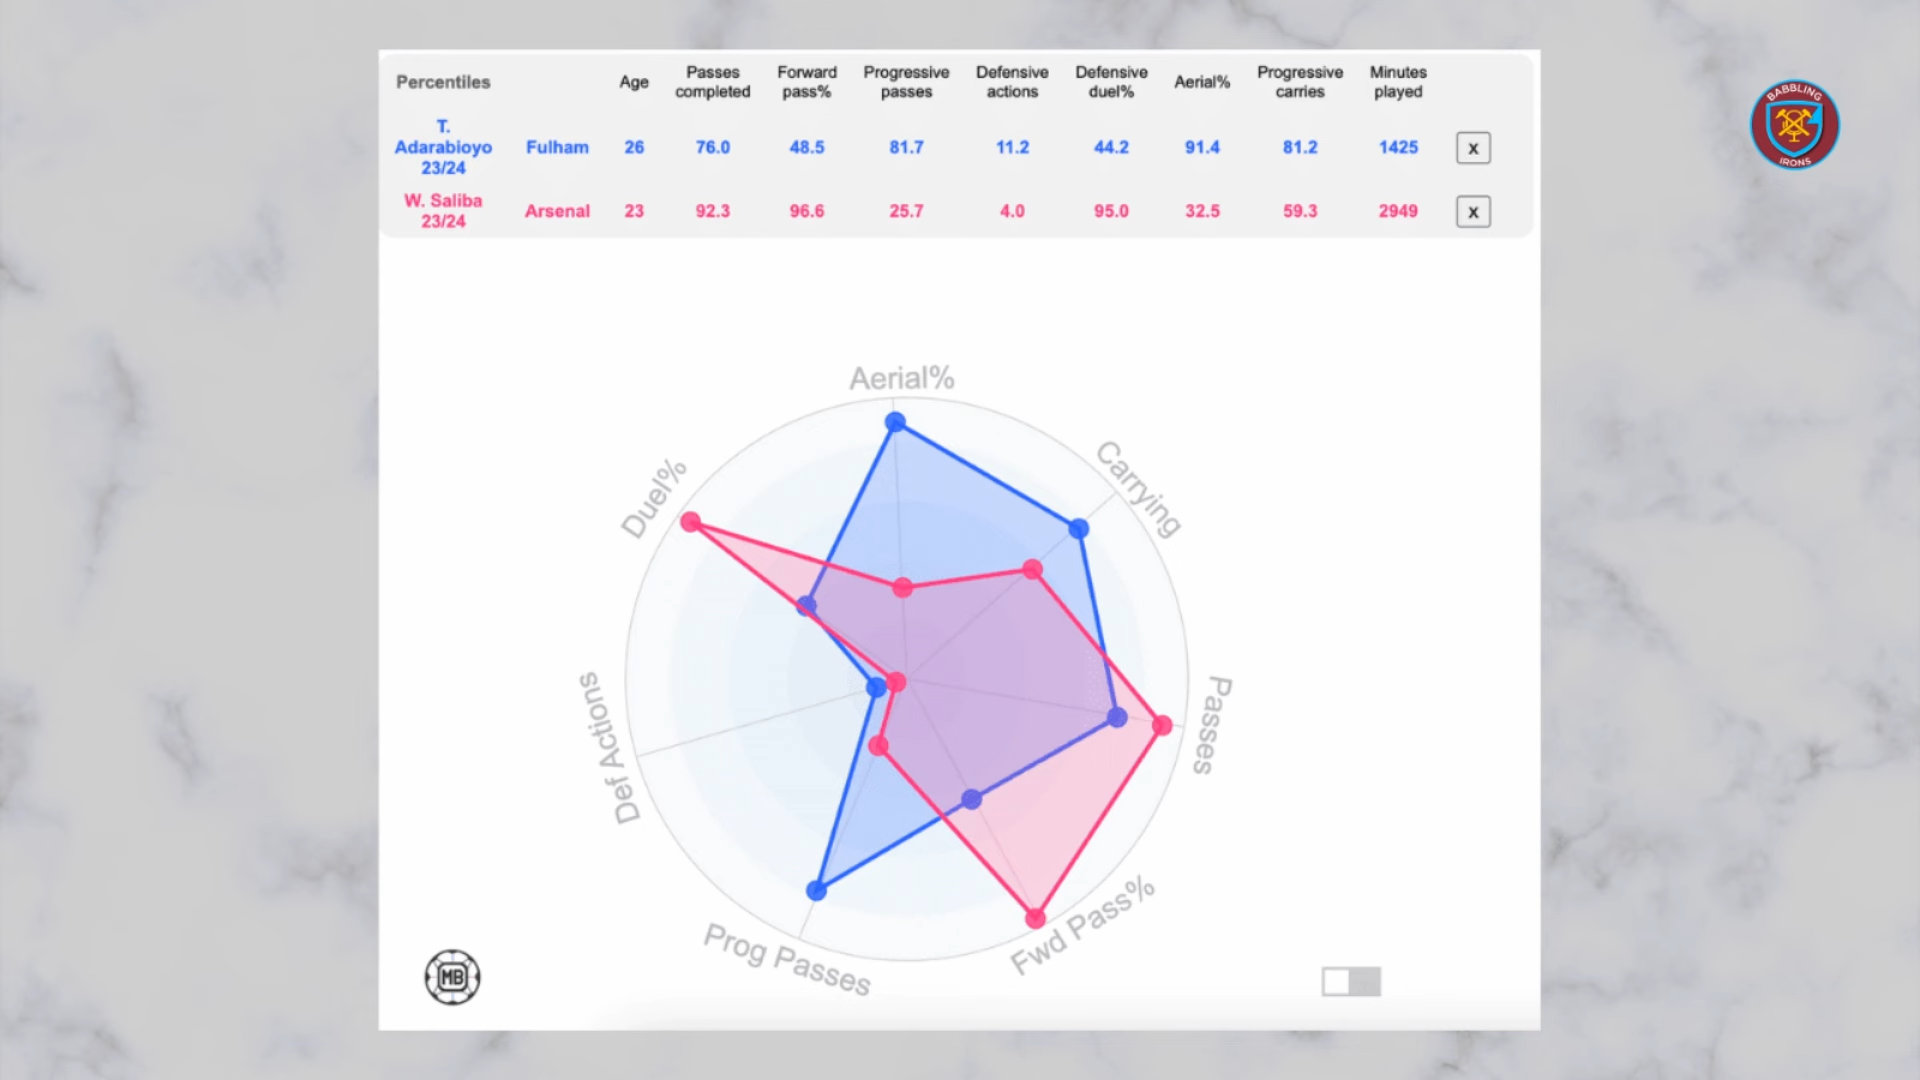 Percentiles
Age
Passes
completed
Forward
pass%
Progressive
passes
Defensive
actions
Defensive
duel%
Aerial%
Progressive
carries
Minutes
played
T.
Adarabioyo
23/24
Fulham 26 76.0 48.5 81.7 11.2 44.2 91.4 81.2 1425 x
W. Saliba
23/24
Arsenal 23 92.3 96.6 25.7 4.0 95.0 32.5 59.3 2949 x
BABBLING
IRONS
Aerial%
Carrying
Duel%
Passes
Def Actions
Fwd Pass%
Prog Passes
MB